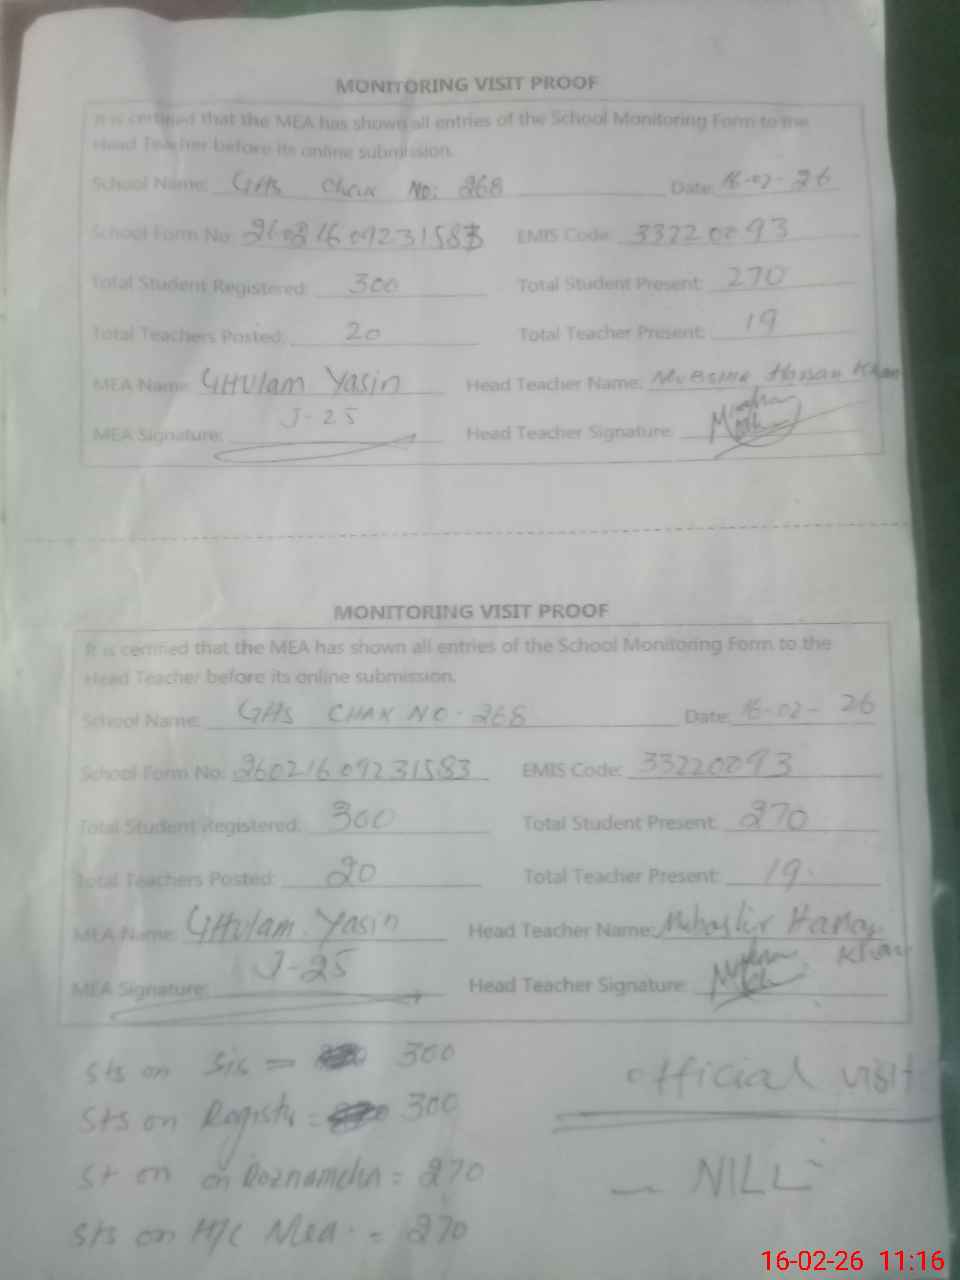 MONITORING VISIT PROOF
It is certified that the MEA has shown all entries of the School Monitoring Form to the
Head Teacher before its online submission.
School Name: GHS Chak No: 268 Date: 16-02-26
School Form No: 26021609231583 EMIS Code: 33220093
Total Student Registered: 300 Total Student Present: 270
Total Teachers Posted: 20 Total Teacher Present: 19
MEA Name: GHulam Yasin Head Teacher Name: Hassan Khan
J-25
MEA Signature: Head Teacher Signature:
MONITORING VISIT PROOF
It is certified that the MEA has shown all entries of the School Monitoring Form to the
Head Teacher before its online submission.
School Name: GHS CHAK NO-268 Date: 16-02-26
School Form No: 26021609231583 EMIS Code: 33220093
Total Student Registered: 300 Total Student Present: 270
Total Teachers Posted: 20 Total Teacher Present: 19
MEA Name: GHulam Yasin Head Teacher Name:
J-25 Khan
MEA Signature: Head Teacher Signature:
Sts on Sis = 300
official visit
Sts on = 300
St on on Roznamcha = 270
- NILL
Sts on H/C Mea = 270
16-02-26 11:16